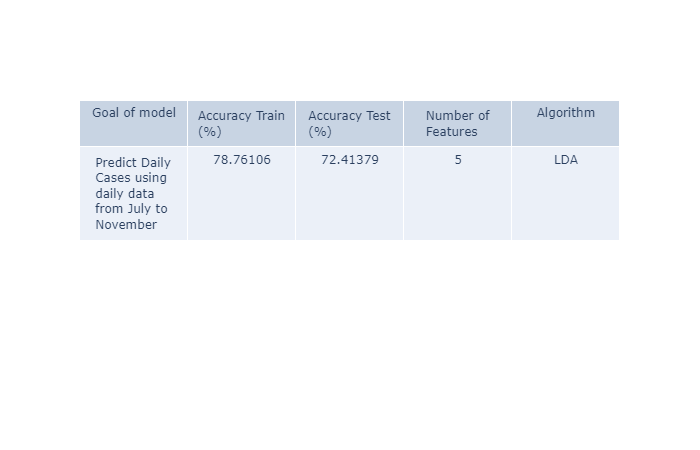 Goal of model
Accuracy Train
(%)
Accuracy Test
(%)
Number of
Features
Algorithm
Predict Daily
Cases using
daily data
from July to
November
78.76106
72.41379
5
LDA